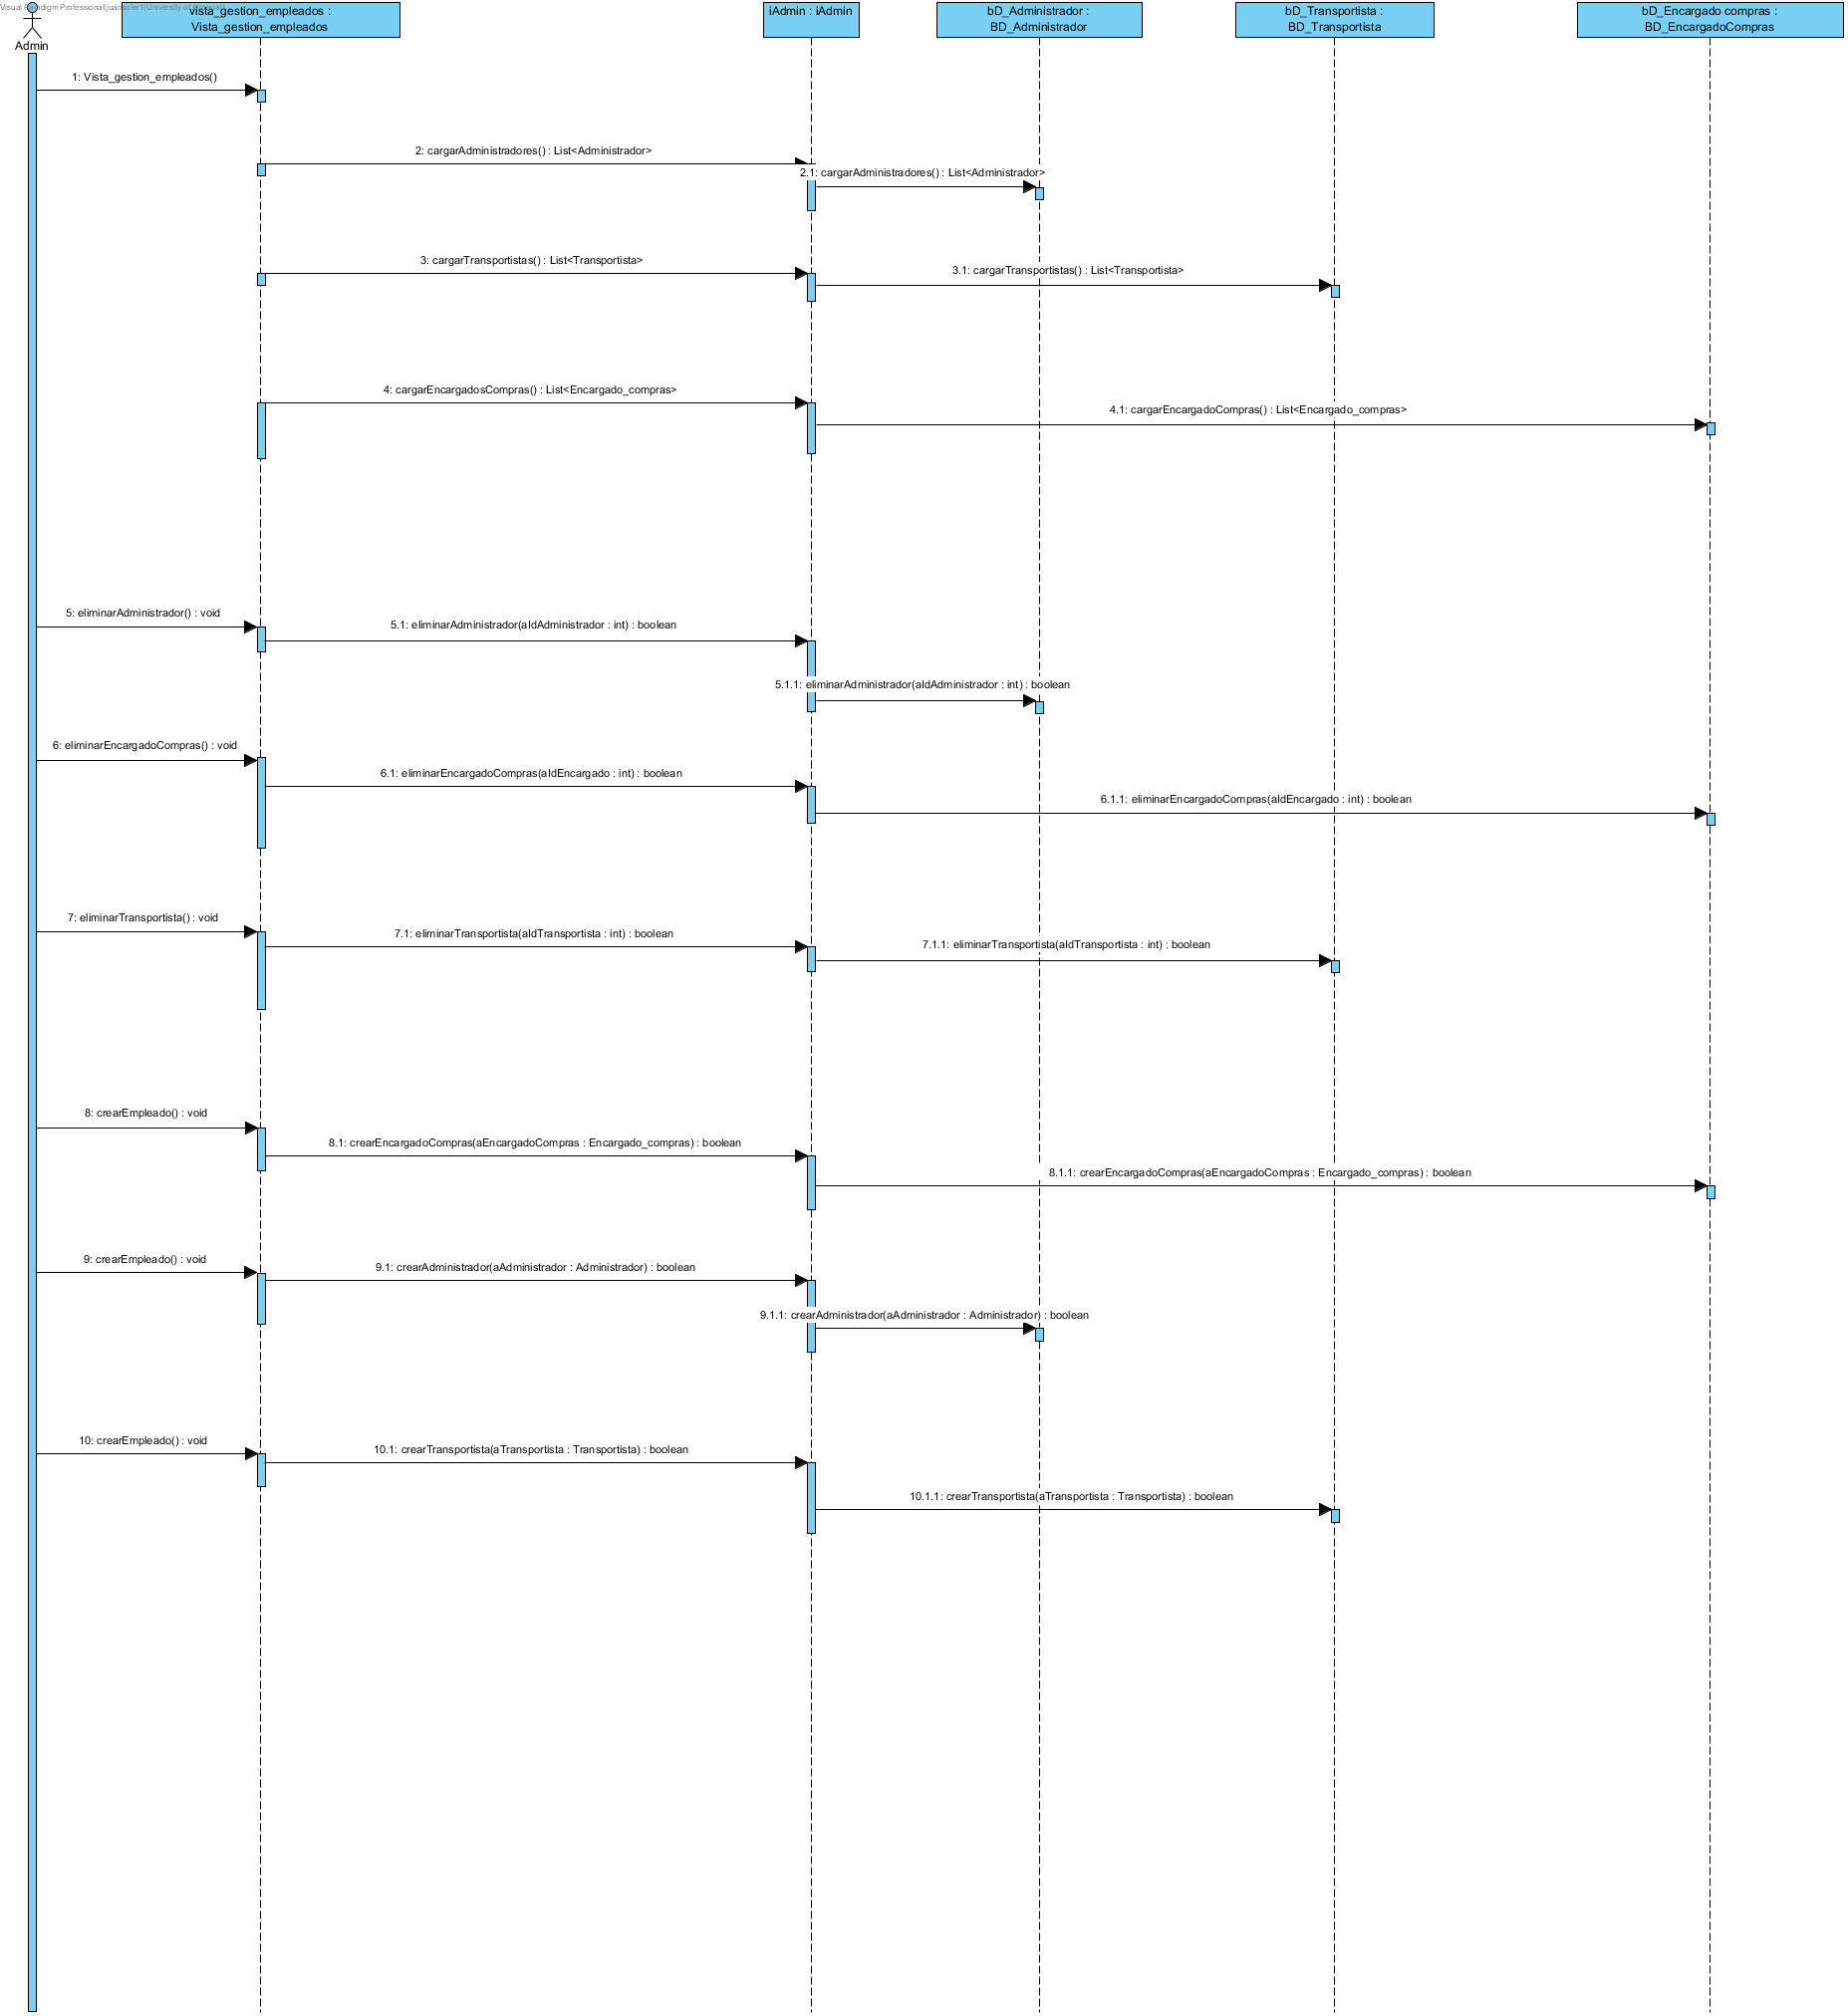 Visual Paradigm Professional(juansoler1(University of Almeria))
Admin
vista_gestion_empleados :
Vista_gestion_empleados
iAdmin : iAdmin
bD_Administrador :
BD_Administrador
bD_Transportista :
BD_Transportista
bD_Encargado compras :
BD_EncargadoCompras
1: Vista_gestion_empleados()
2: cargarAdministradores() : List<Administrador>
2.1: cargarAdministradores() : List<Administrador>
3: cargarTransportistas() : List<Transportista>
3.1: cargarTransportistas() : List<Transportista>
4: cargarEncargadosCompras() : List<Encargado_compras>
4.1: cargarEncargadoCompras() : List<Encargado_compras>
5: eliminarAdministrador() : void
5.1: eliminarAdministrador(aIdAdministrador : int) : boolean
5.1.1: eliminarAdministrador(aIdAdministrador : int) : boolean
6: eliminarEncargadoCompras() : void
6.1: eliminarEncargadoCompras(aIdEncargado : int) : boolean
6.1.1: eliminarEncargadoCompras(aIdEncargado : int) : boolean
7: eliminarTransportista() : void
7.1: eliminarTransportista(aIdTransportista : int) : boolean
7.1.1: eliminarTransportista(aIdTransportista : int) : boolean
8: crearEmpleado() : void
8.1: crearEncargadoCompras(aEncargadoCompras : Encargado_compras) : boolean
8.1.1: crearEncargadoCompras(aEncargadoCompras : Encargado_compras) : boolean
9: crearEmpleado() : void
9.1: crearAdministrador(aAdministrador : Administrador) : boolean
9.1.1: crearAdministrador(aAdministrador : Administrador) : boolean
10: crearEmpleado() : void
10.1: crearTransportista(aTransportista : Transportista) : boolean
10.1.1: crearTransportista(aTransportista : Transportista) : boolean